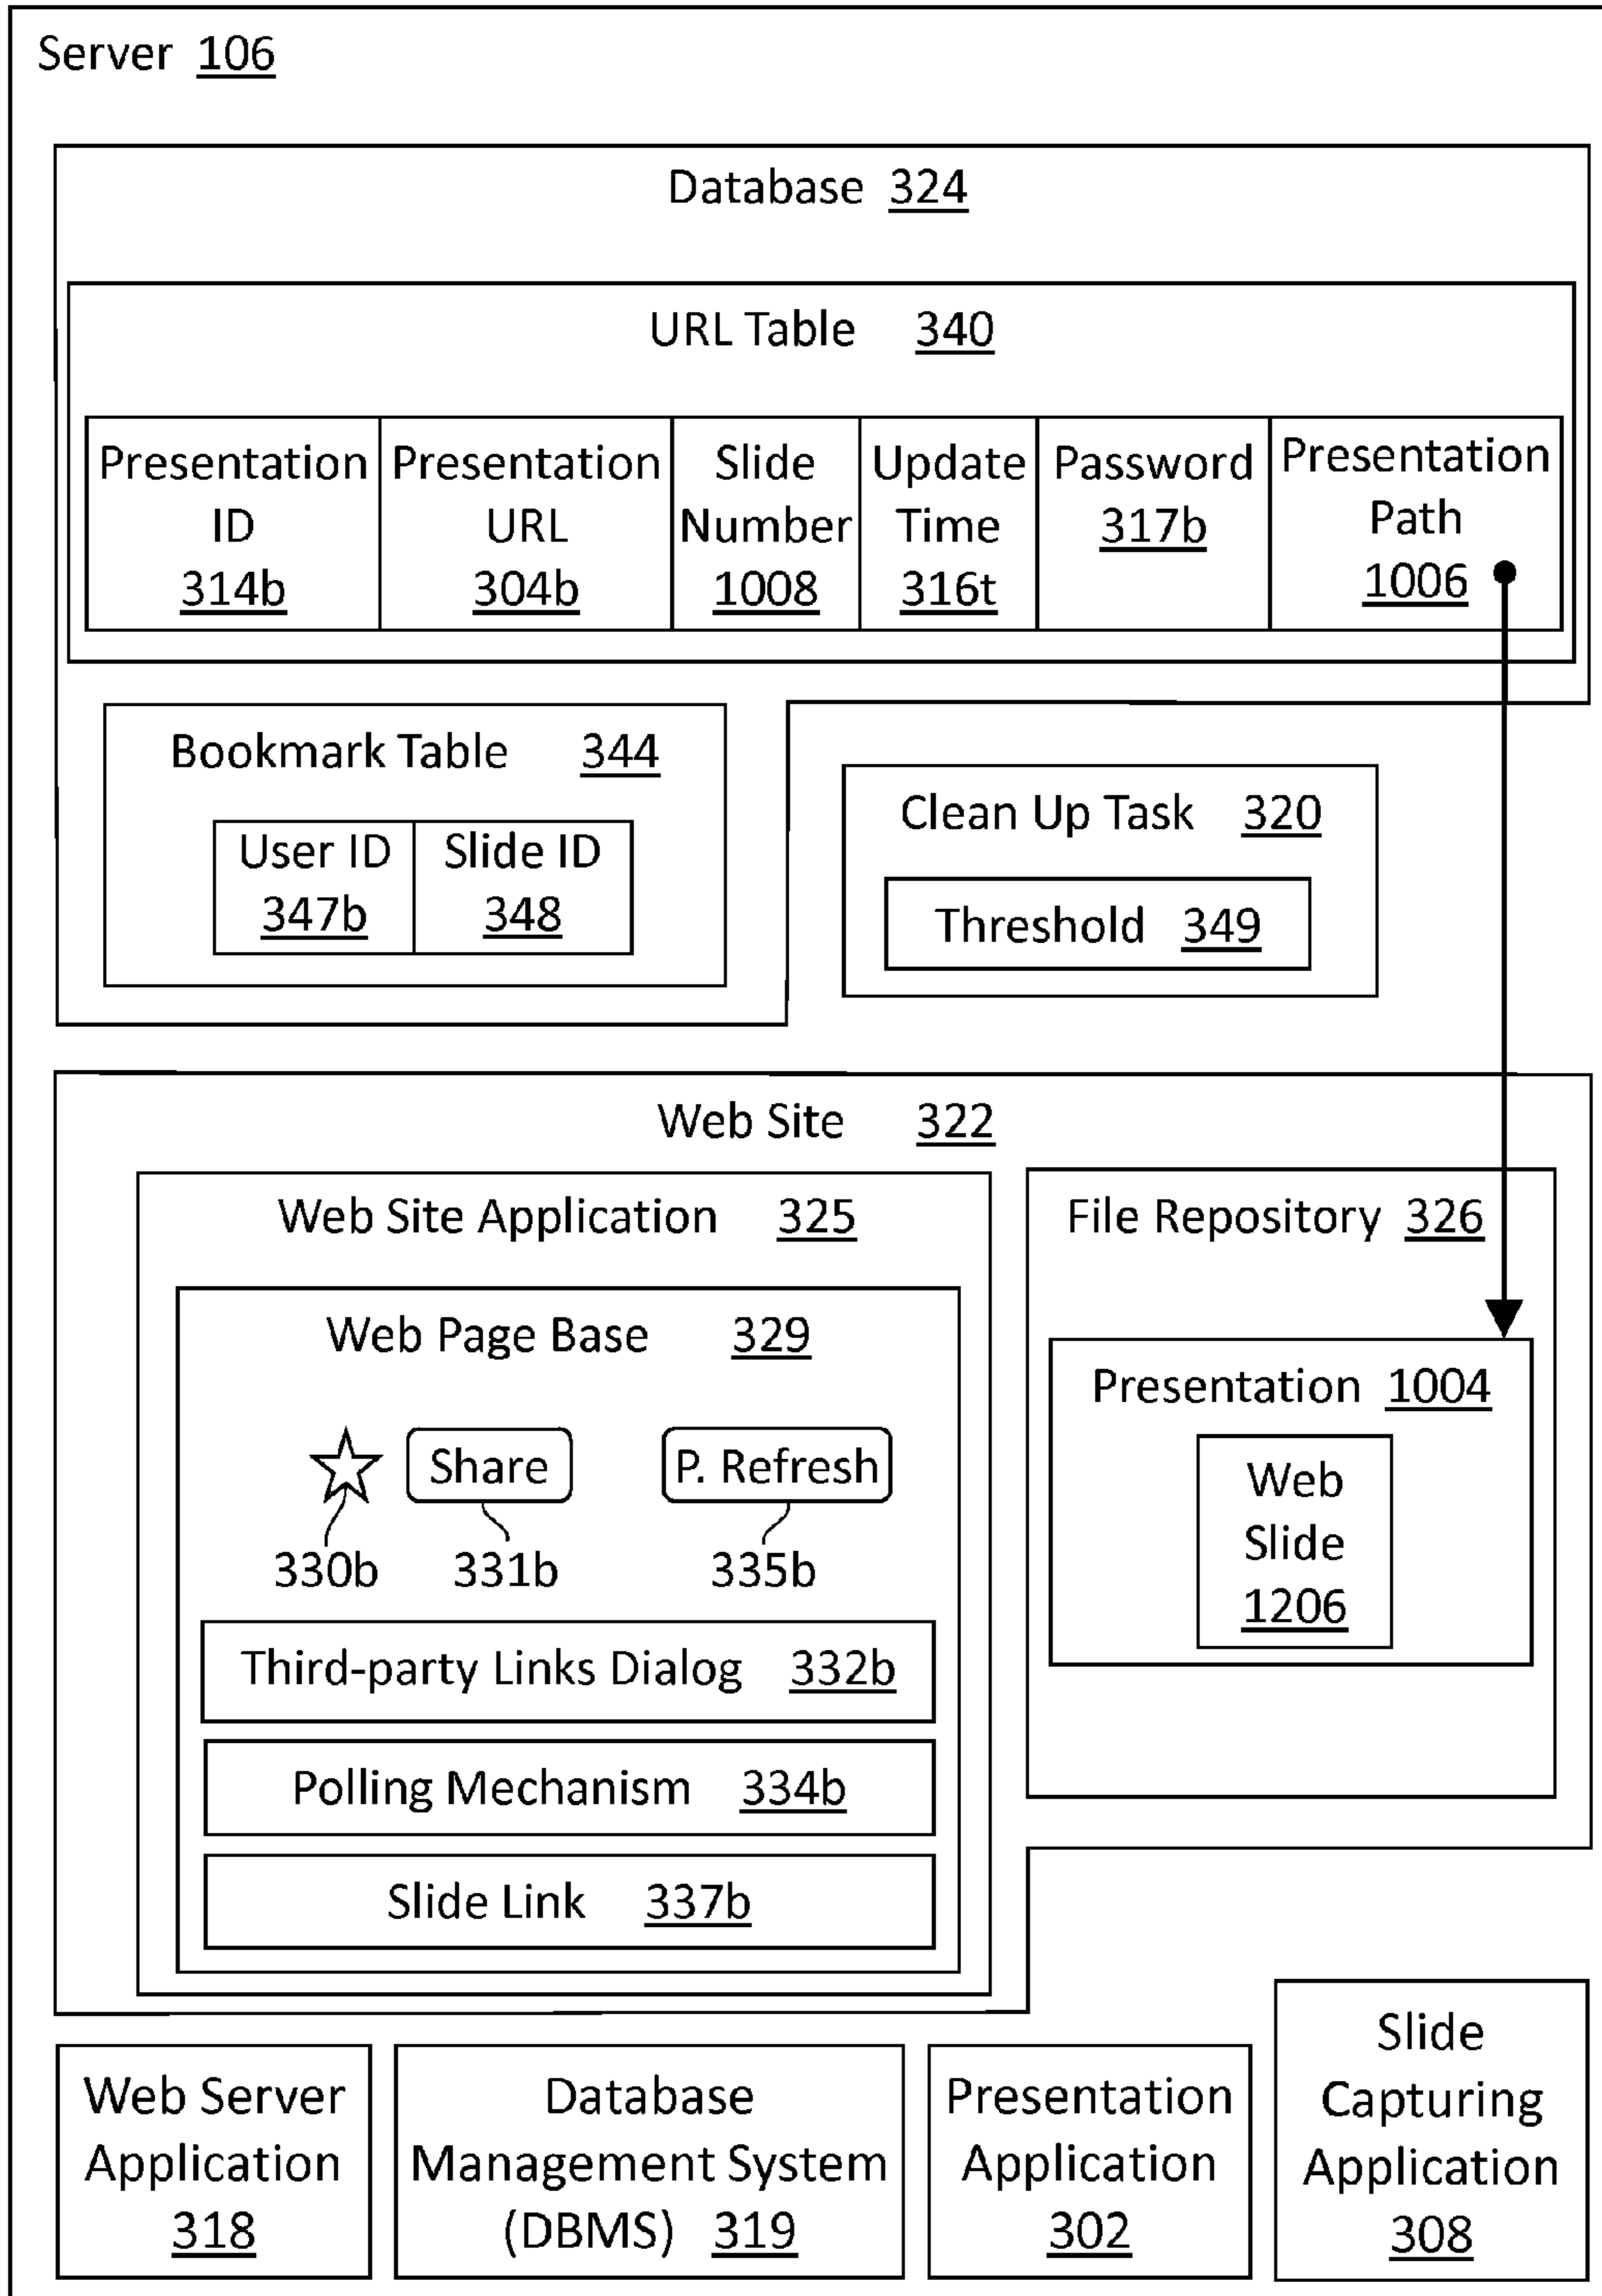 Server 106
Database 324
URL Table 340
Presentation ID 314b
Presentation URL 304b
Slide Number 1008
Update Time 316t
Password 317b
Presentation Path 1006
Bookmark Table 344
User ID 347b
Slide ID 348
Clean Up Task 320
Threshold 349
Web Site 322
Web Site Application 325
Web Page Base 329
Share
P. Refresh
330b
331b
335b
Third-party Links Dialog 332b
Polling Mechanism 334b
Slide Link 337b
File Repository 326
Presentation 1004
Web
Slide
1206
Web Server
Application
318
Database
Management System
(DBMS) 319
Presentation
Application
302
Slide
Capturing
Application
308